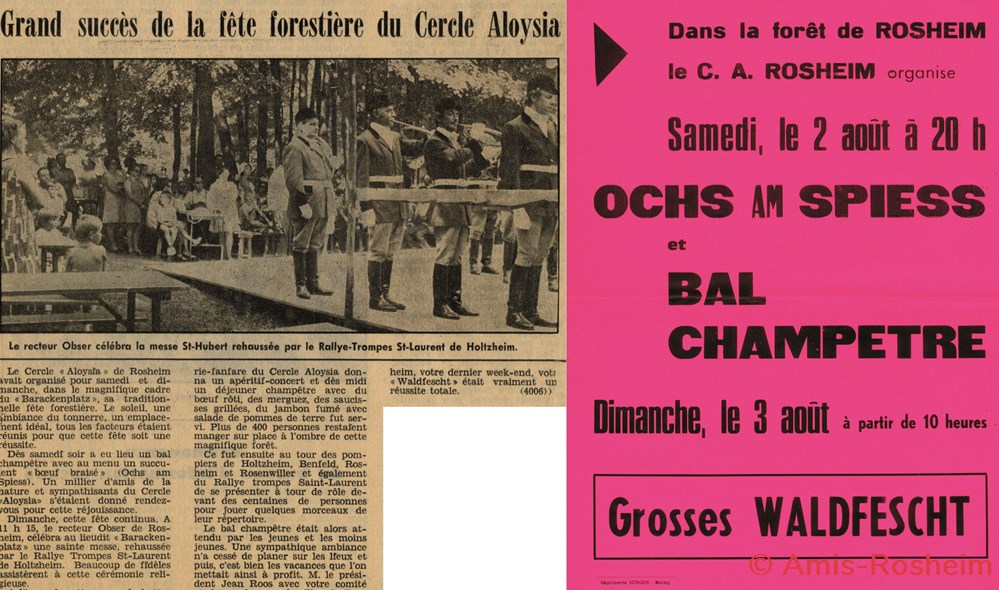 Grand succès de la fête forestière du Cercle Aloysia
Le recteur Obser célébra la messe St-Hubert rehaussée par le Rallye-Trompes St-Laurent de Holtzheim.
Le Cercle « Aloysia » de Rosheim
avait organisé pour samedi et di-
manche, dans le magnifique cadre
du « Barackenplatz », sa tradition-
nelle fête forestière. Le soleil, une
ambiance du tonnerre, un emplace-
ment idéal, tous les facteurs étaient
réunis pour que cette fête soit une
réussite.
Dès samedi soir a eu lieu un bal
champêtre avec au menu un succu-
lent « bœuf braisé » (Ochs am
Spiess). Un millier d'amis de la
nature et sympathisants du Cercle
«Aloysia» s'étaient donné rendez-
vous pour cette réjouissance.
Dimanche, cette fête continua. A
11 h 15, le recteur Obser de Ros-
heim, célébra au lieudit « Baracken-
platz » une sainte messe, rehaussée
par le Rallye Trompes St-Laurent
de Holtzheim. Beaucoup de fidèles
assistèrent à cette cérémonie reli-
gieuse.
rie-fanfare du Cercle Aloysia don-
na un apéritif-concert et dès midi
un déjeuner champêtre avec du
bœuf rôti, des merguez, des saucis-
ses grillées, du jambon fumé avec
salade de pommes de terre fut ser-
vi. Plus de 400 personnes restaient
manger sur place à l'ombre de cette
magnifique forêt.
Ce fut ensuite au tour des pom-
piers de Holtzheim, Benfeld, Ros-
heim et Rosenwiller et également
du Rallye trompes Saint-Laurent
de se présenter à tour de rôle de-
vant des centaines de personnes
pour jouer quelques morceaux de
leur répertoire.
Le bal champêtre était alors at-
tendu par les jeunes et les moins
jeunes. Une sympathique ambiance
n'a cessé de planer sur les lieux et
puis, c'est bien les vacances que l'on
mettait ainsi à profit. M. le prési-
dent Jean Roos avec votre comité
heim, votre dernier week-end, vot
« Waldfescht » était vraiment un
réussite totale. (4006))
Dans la forêt de ROSHEIM
le C. A. ROSHEIM organise
Samedi, le 2 août à 20 h
OCHS AM SPIESS
et
BAL
CHAMPETRE
Dimanche, le 3 août à partir de 10 heures
Grosses WALDFESCHT
© Amis-Rosheim